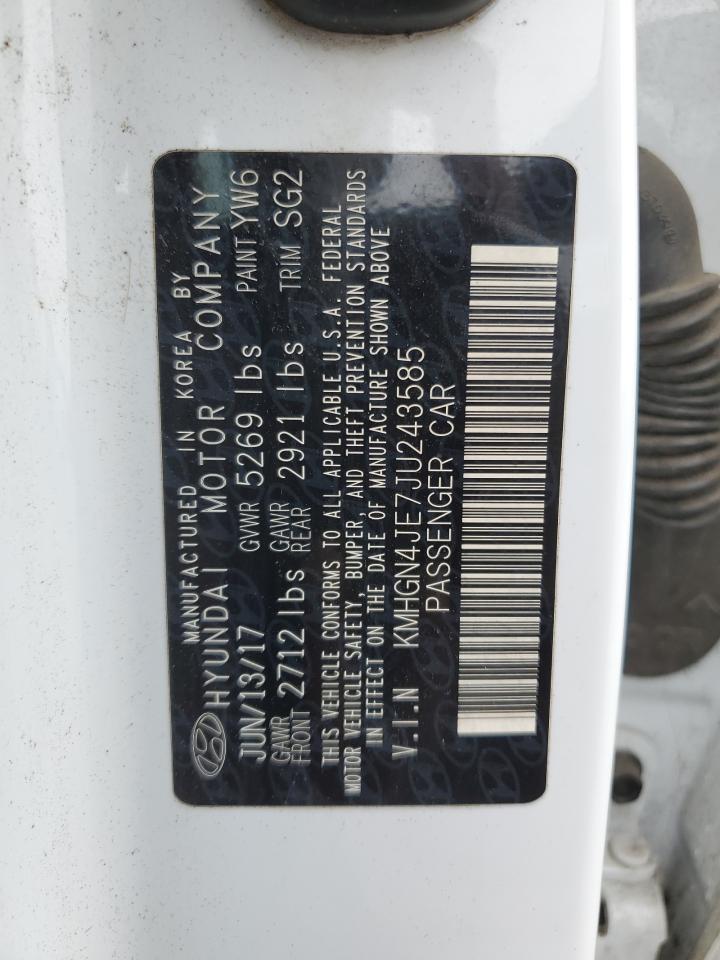 MANUFACTURED IN KOREA BY
HYUNDAI MOTOR COMPANY
JUN/13/17 GVWR 5269 lbs PAINT YW6
GAWR FRONT 2712 lbs GAWR REAR 2921 lbs TRIM SG2
THIS VEHICLE CONFORMS TO ALL APPLICABLE U.S.A. FEDERAL
MOTOR VEHICLE SAFETY, BUMPER, AND THEFT PREVENTION STANDARDS
IN EFFECT ON THE DATE OF MANUFACTURE SHOWN ABOVE
V.I.N KMHGN4JE7JU243585
PASSENGER CAR